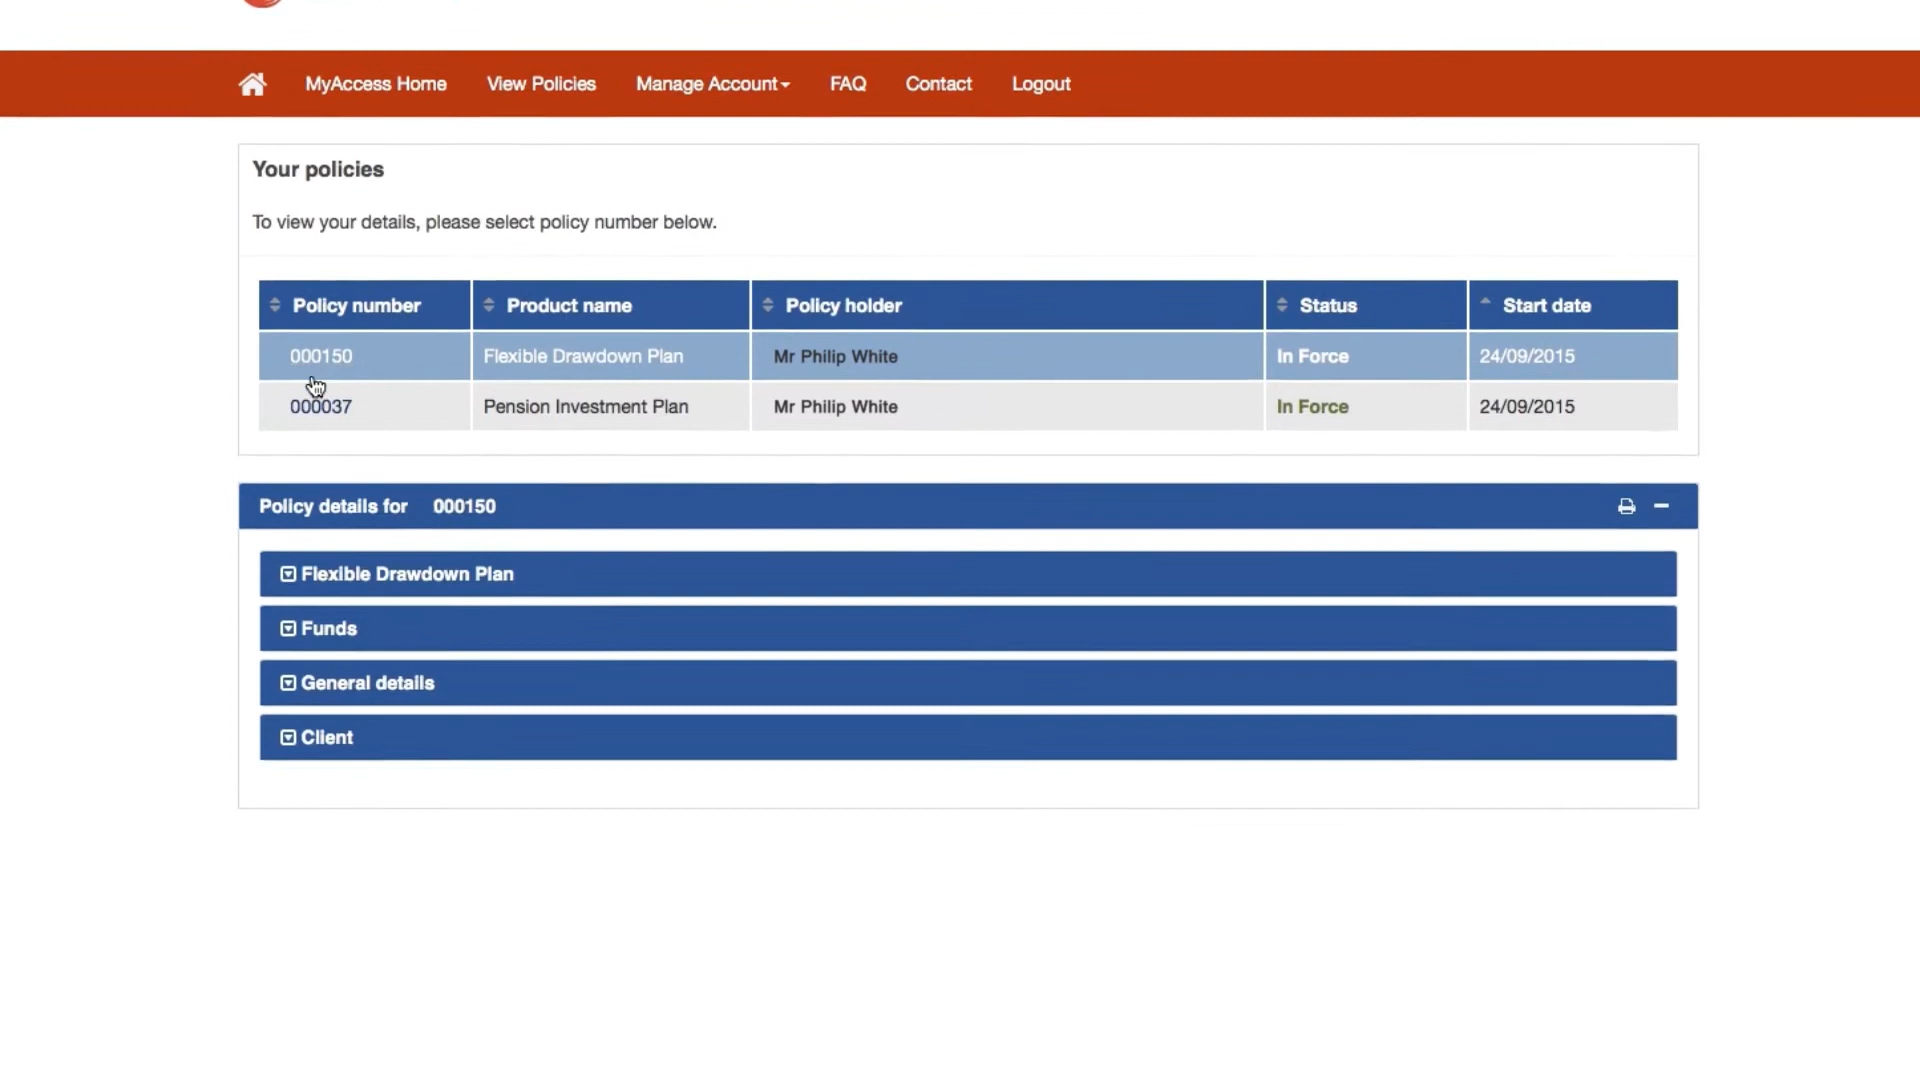 MyAccess Home View Policies Manage Account FAQ Contact Logout
Your policies
To view your details, please select policy number below.
Policy number Product name Policy holder Status Start date
000150 Flexible Drawdown Plan Mr Philip White In Force 24/09/2015
000037 Pension Investment Plan Mr Philip White In Force 24/09/2015
Policy details for 000150
Flexible Drawdown Plan
Funds
General details
Client